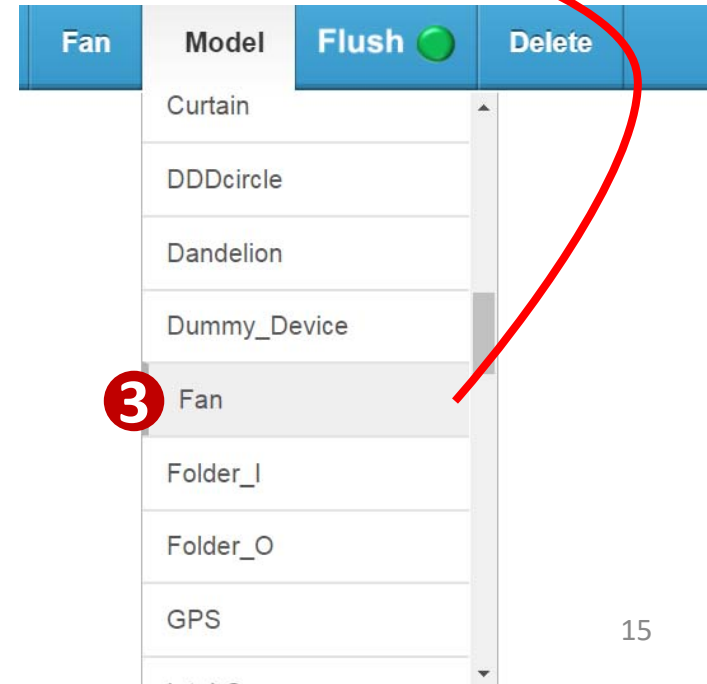 Fan Model Flush Delete
Curtain
DDDcircle
Dandelion
Dummy_Device
3 Fan
Folder_I
Folder_O
GPS
15